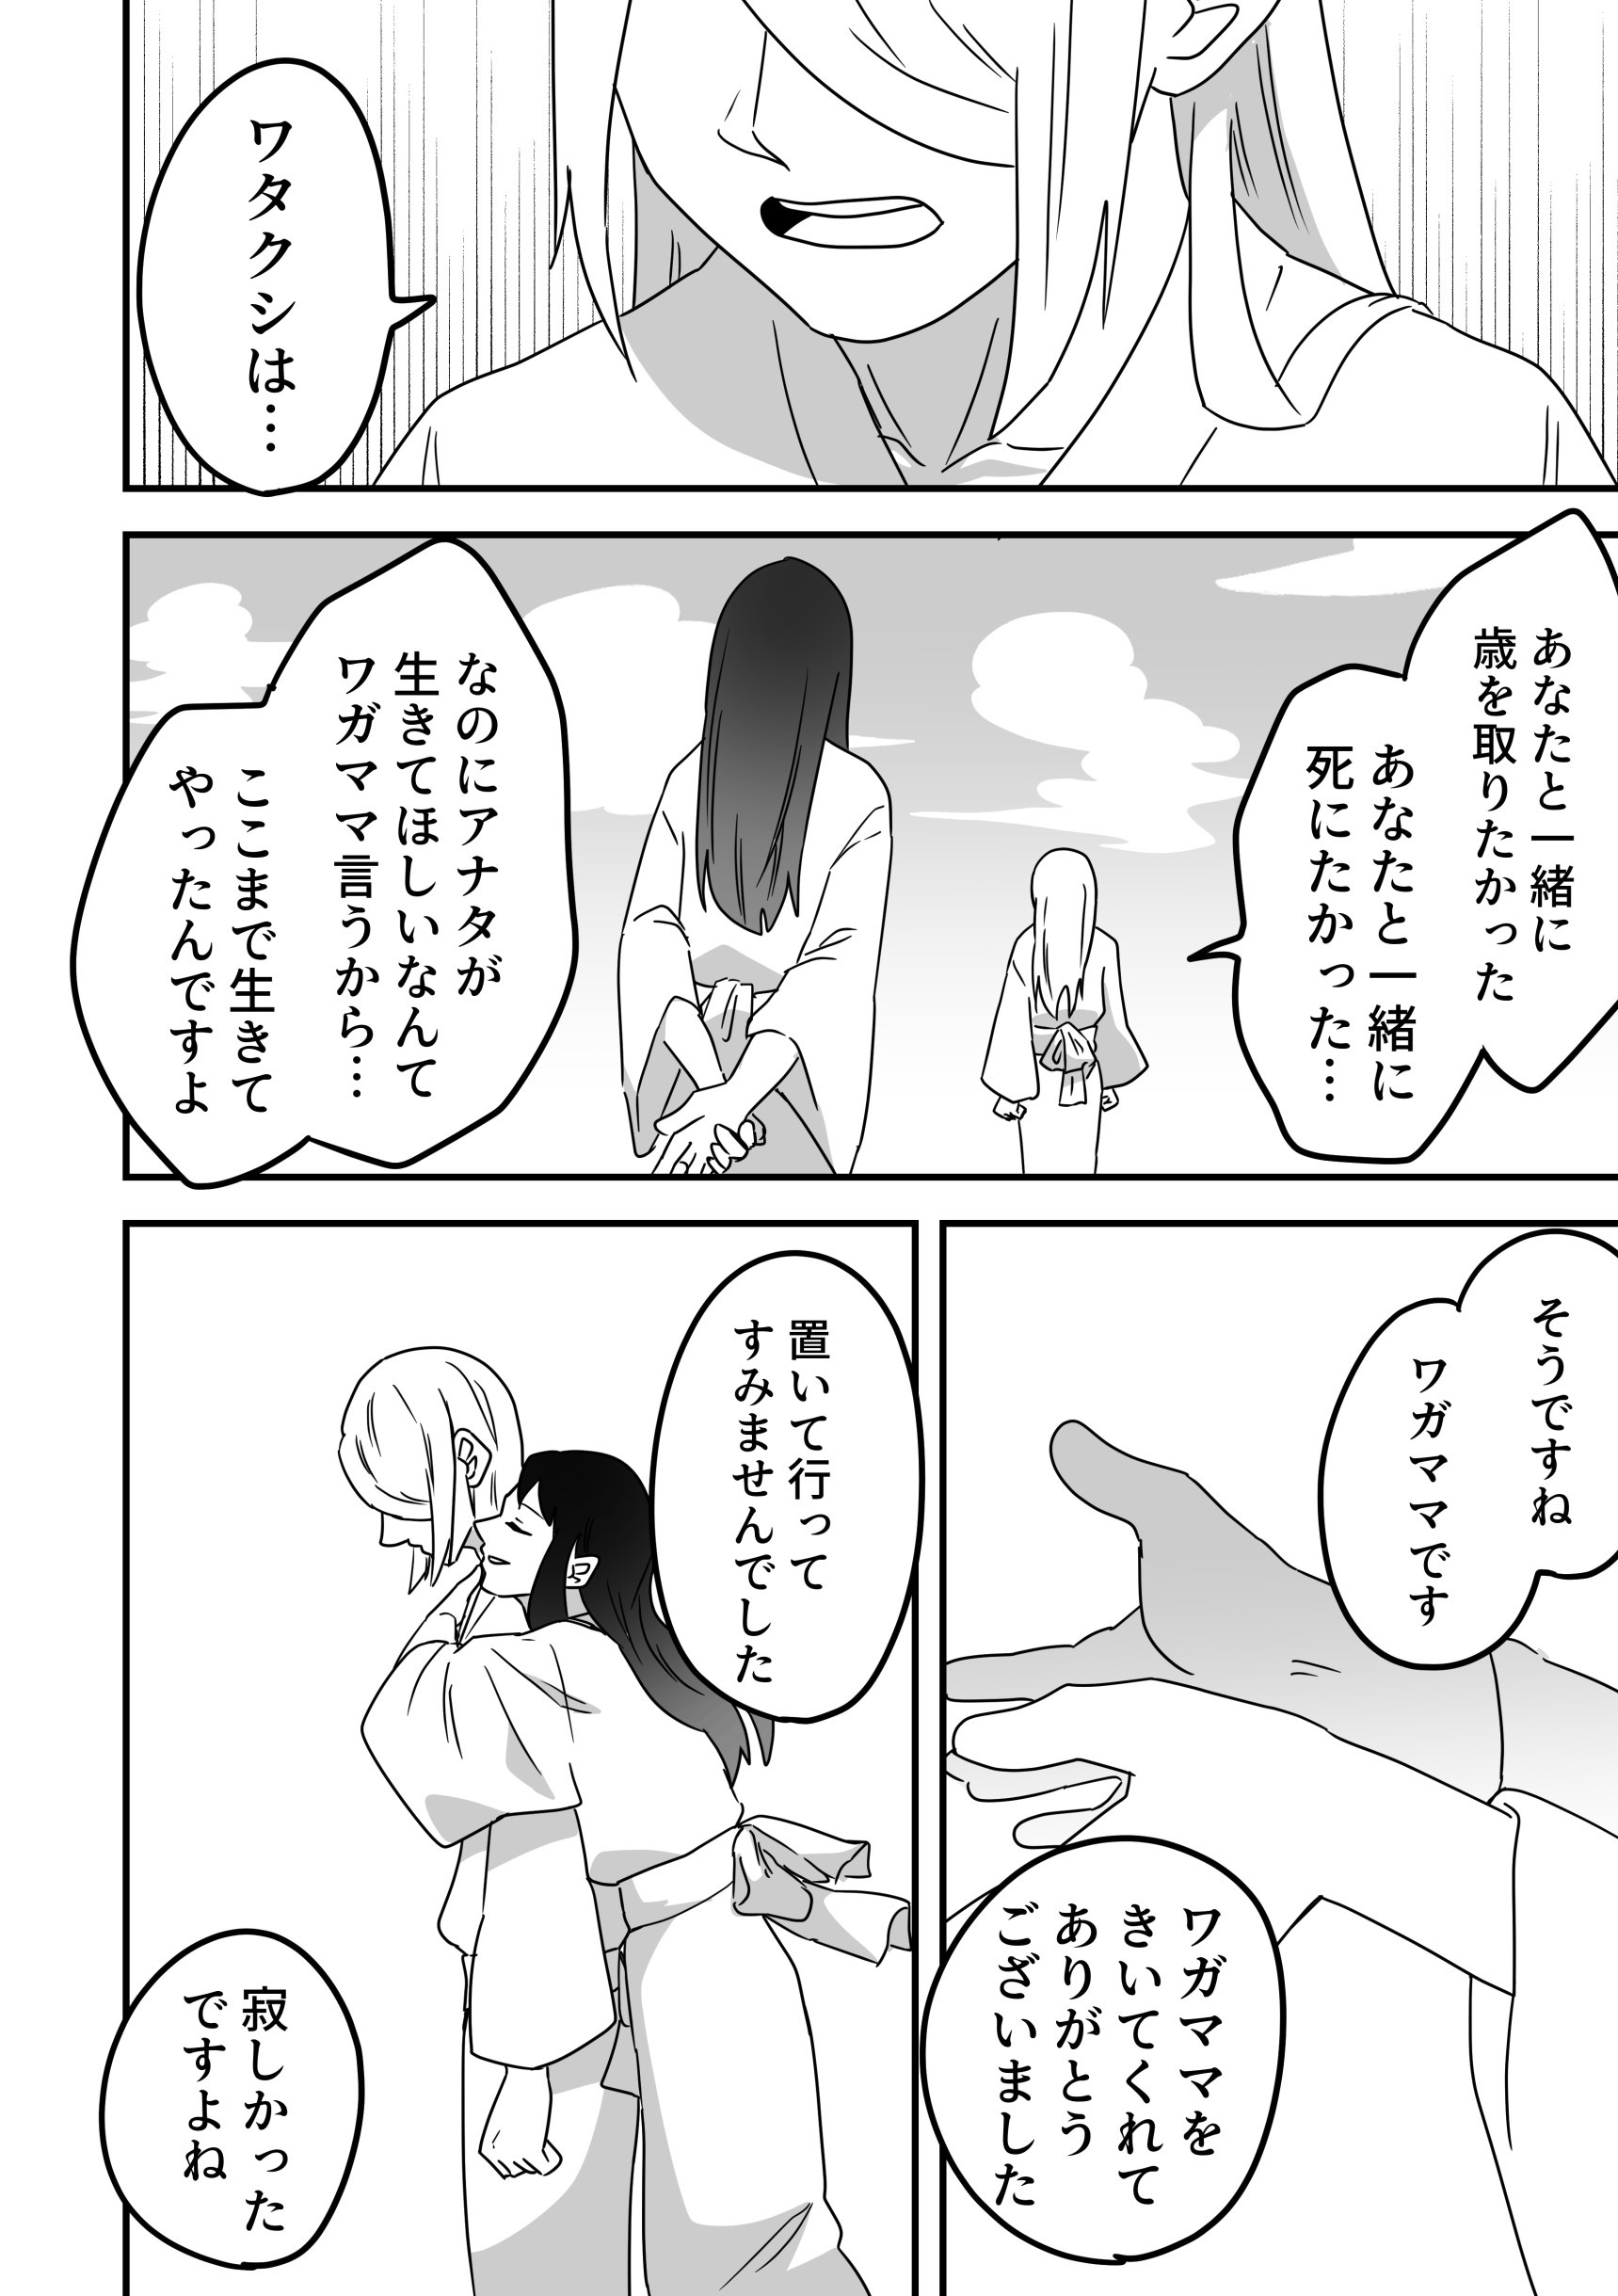 ワタクシは…
あなたと一緒に
歳を取りたかった
あなたと一緒に
死にたかった…
なのにアナタが
生きてほしいなんて
ワガママ言うから…
ここまで生きて
やったんですよ
そうですね
ワガママです
ワガママを
きいてくれて
ありがとう
ございました
置いて行って
すみませんでした
寂しかった
ですよね